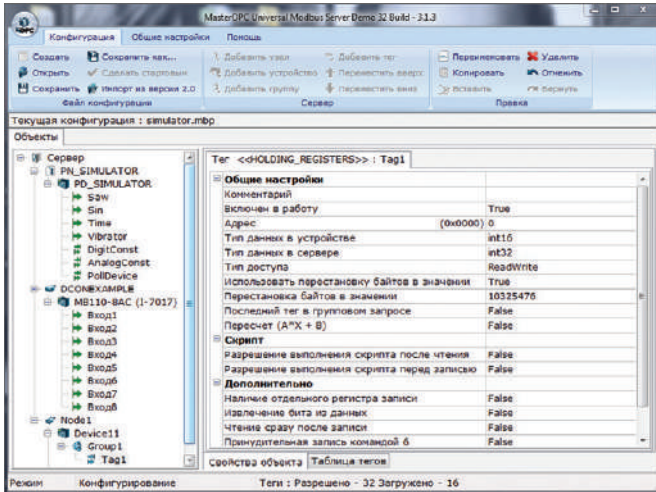 MasterOPC Universal Modbus Server Demo 32 Build - 3.1.3
Конфигурация Общие настройки Помощь
Создать Сохранить как... Добавить узел Добавить тег Переименовать Удалить
Открыть Сделать стартовым Добавить устройство Переместить вверх Копировать Отменить
Сохранить Импорт из версии 2.0 Добавить группу Переместить вниз Вставить Вернуть
Файл конфигурации Сервер Правка
Текущая конфигурация : simulator.mbp
Объекты
Сервер
PN_SIMULATOR
PD_SIMULATOR
Saw
Sin
Time
Vibrator
DigitConst
AnalogConst
PollDevice
DCONEXAMPLE
MB110-8AC (I-7017)
Вход1
Вход2
Вход3
Вход4
Вход5
Вход6
Вход7
Вход8
Node1
Device11
Group1
Tag1
Тег <<HOLDING_REGISTERS>> : Tag1
Общие настройки
Комментарий
Включен в работу True
Адрес (0x0000) 0
Тип данных в устройстве int16
Тип данных в сервере int32
Тип доступа ReadWrite
Использовать перестановку байтов в значении True
Перестановка байтов в значении 10325476
Последний тег в групповом запросе False
Пересчет (A*X + B) False
Скрипт
Разрешение выполнения скрипта после чтения False
Разрешение выполнения скрипта перед записью False
Дополнительно
Наличие отдельного регистра записи False
Извлечение бита из данных False
Чтение сразу после записи False
Принудительная запись командой 6 False
Свойства объекта Таблица тегов
Режим Конфигурирование Теги : Разрешено - 32 Загружено - 16